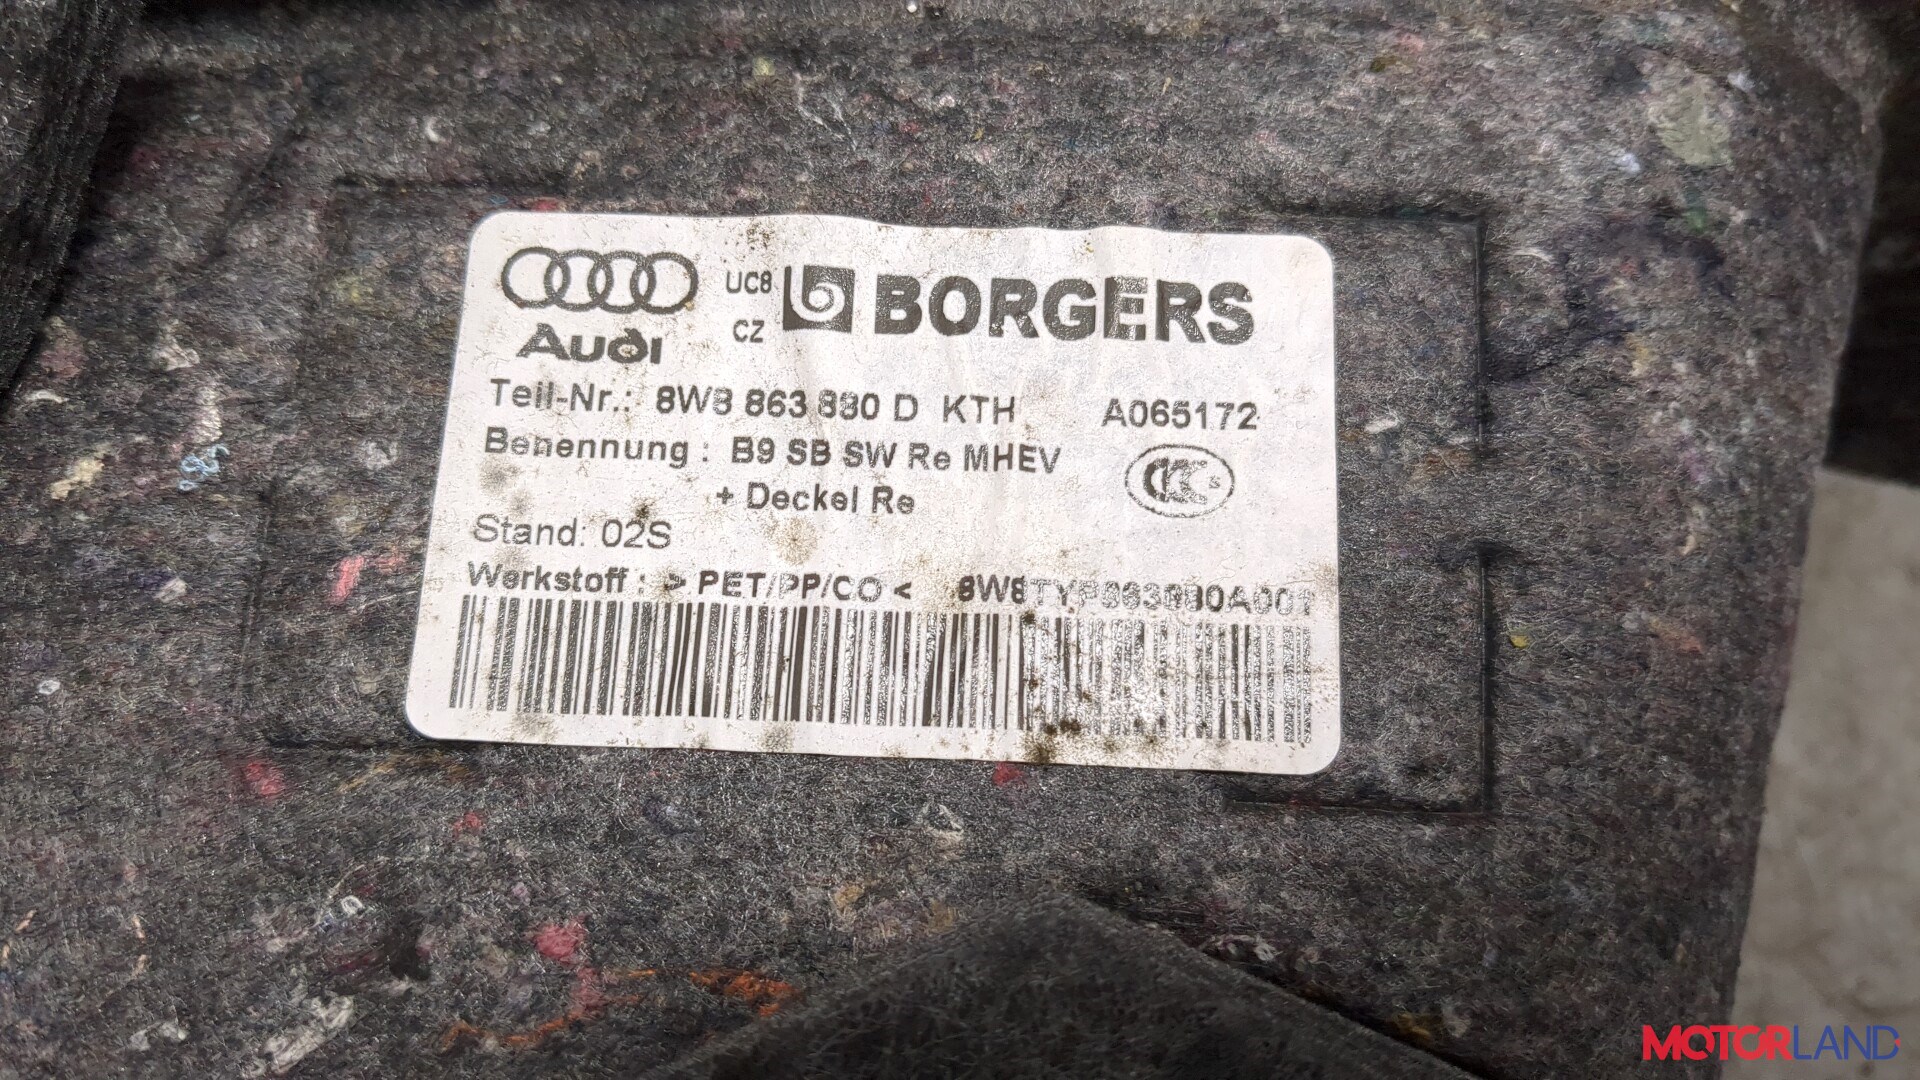 Audi
UC8
CZ
BORGERS
Teil-Nr.: 8W8 863 880 D KTH A065172
Benennung : B9 SB SW Re MHEV
+ Deckel Re
CCC S
Stand: 02S
Werkstoff : > PET/PP/CO <
MOTORLAND